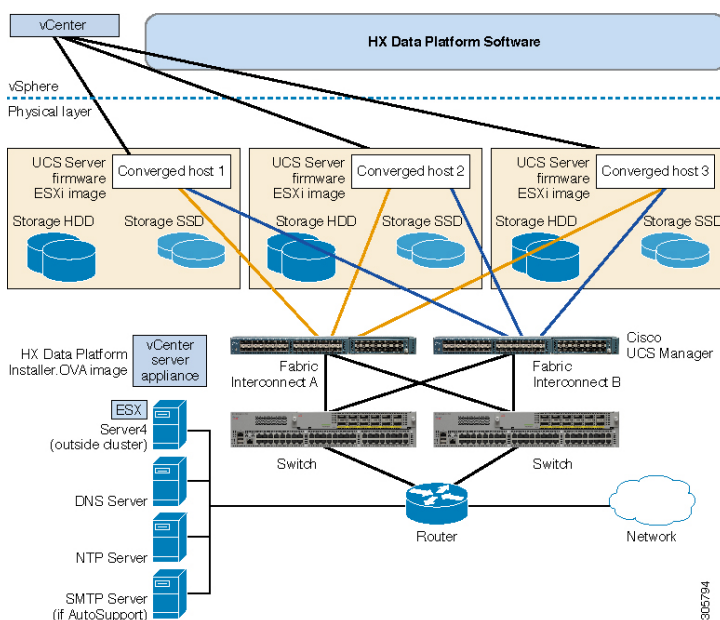 vCenter
HX Data Platform Software
vSphere
Physical layer
UCS Server
firmware
ESXi image
Converged host 1
Storage HDD
Storage SSD
UCS Server
firmware
ESXi image
Converged host 2
Storage HDD
Storage SSD
UCS Server
firmware
ESXi image
Converged host 3
Storage HDD
Storage SSD
HX Data Platform
Installer.OVA image
vCenter
server
appliance
Fabric
Interconnect A
Fabric
Interconnect B
Cisco
UCS Manager
ESX
Server4
(outside cluster)
Switch
Switch
DNS Server
NTP Server
SMTP Server
(if AutoSupport)
Router
Network
305794